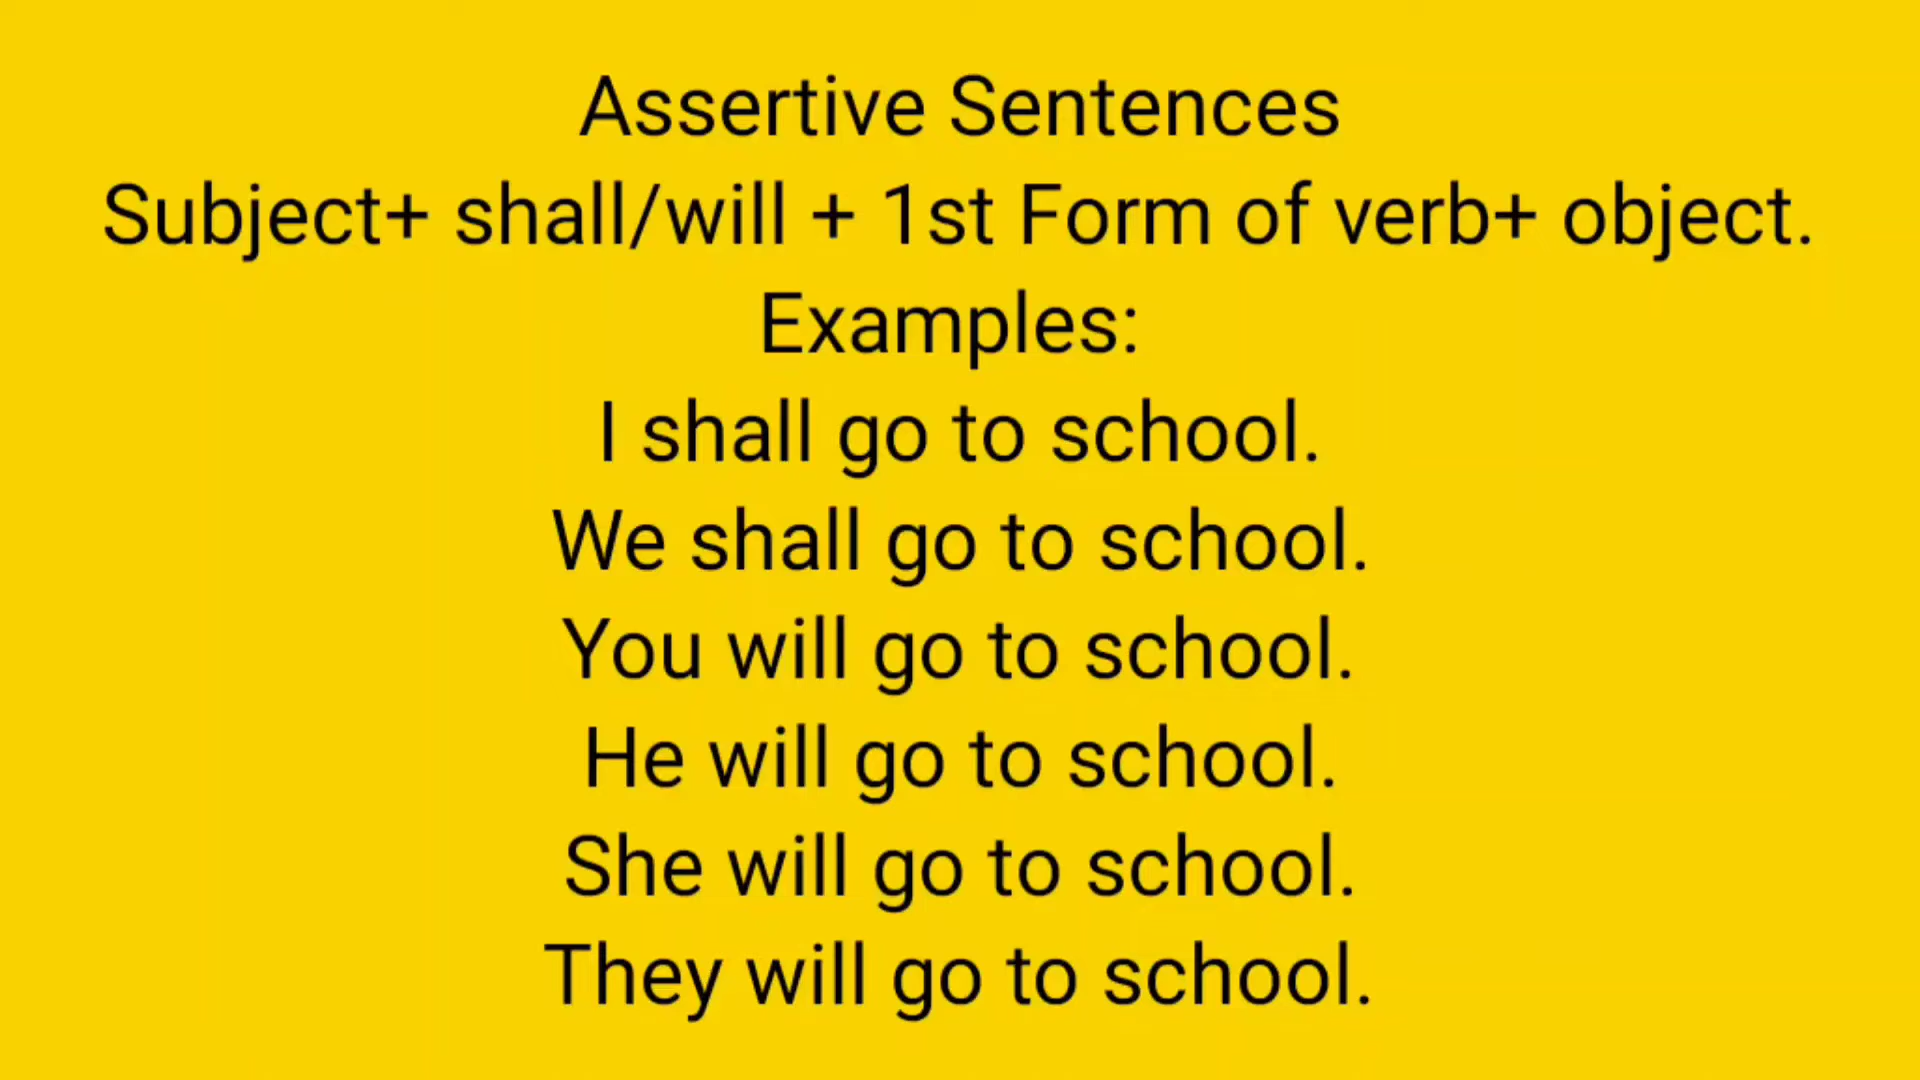 Assertive Sentences
Subject+ shall/will + 1st Form of verb+ object.
Examples:
I shall go to school.
We shall go to school.
You will go to school.
He will go to school.
She will go to school.
They will go to school.